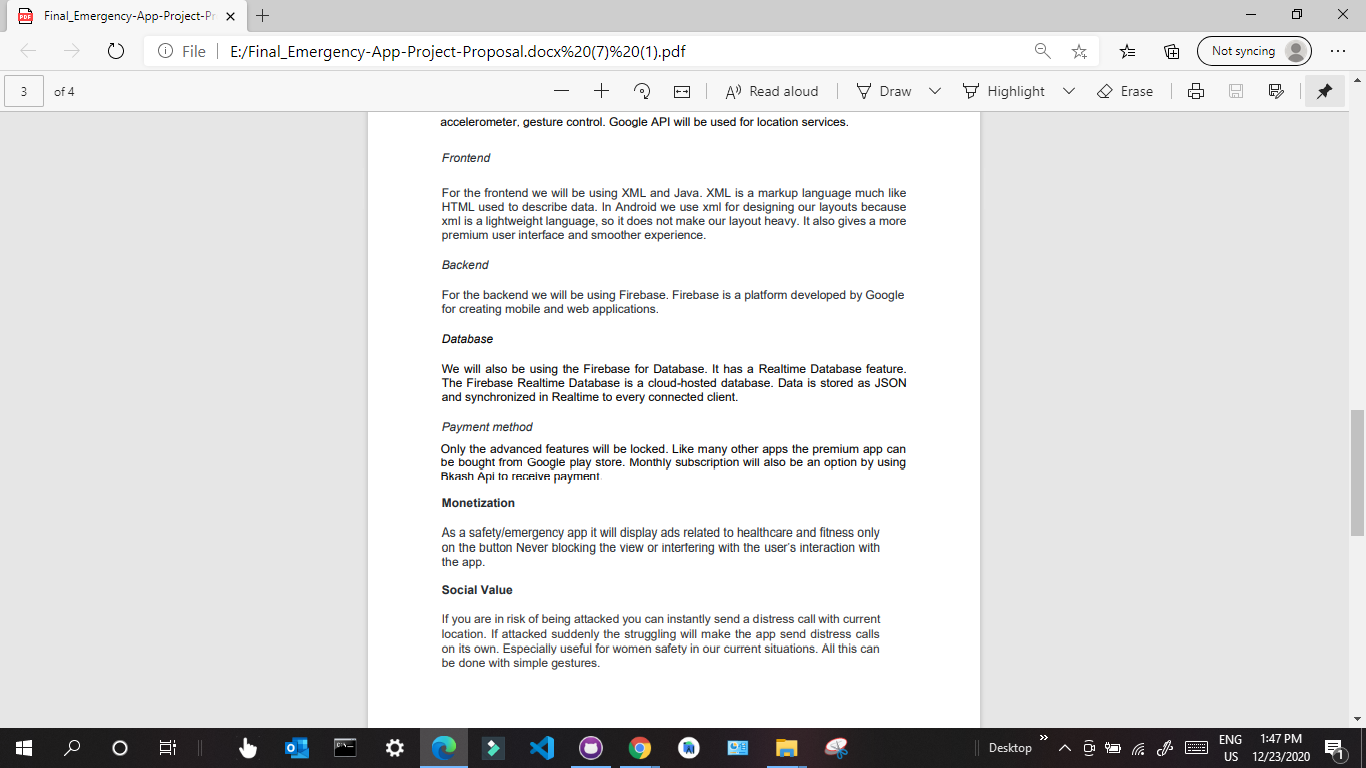 Final_Emergency-App-Project-Pr
File
E:/Final_Emergency-App-Project-Proposal.docx%20(7)%20(1).pdf
Not syncing
3 of 4
Read aloud
Draw
Highlight
Erase
accelerometer, gesture control. Google API will be used for location services.
Frontend
For the frontend we will be using XML and Java. XML is a markup language much like
HTML used to describe data. In Android we use xml for designing our layouts because
xml is a lightweight language, so it does not make our layout heavy. It also gives a more
premium user interface and smoother experience.
Backend
For the backend we will be using Firebase. Firebase is a platform developed by Google
for creating mobile and web applications.
Database
We will also be using the Firebase for Database. It has a Realtime Database feature.
The Firebase Realtime Database is a cloud-hosted database. Data is stored as JSON
and synchronized in Realtime to every connected client.
Payment method
Only the advanced features will be locked. Like many other apps the premium app can
be bought from Google play store. Monthly subscription will also be an option by using
Bkash Api to receive payment
Monetization
As a safety/emergency app it will display ads related to healthcare and fitness only
on the button Never blocking the view or interfering with the user's interaction with
the app.
Social Value
If you are in risk of being attacked you can instantly send a distress call with current
location. If attacked suddenly the struggling will make the app send distress calls
on its own. Especially useful for women safety in our current situations. All this can
be done with simple gestures.
Desktop
ENG
US
1:47 PM
12/23/2020
1